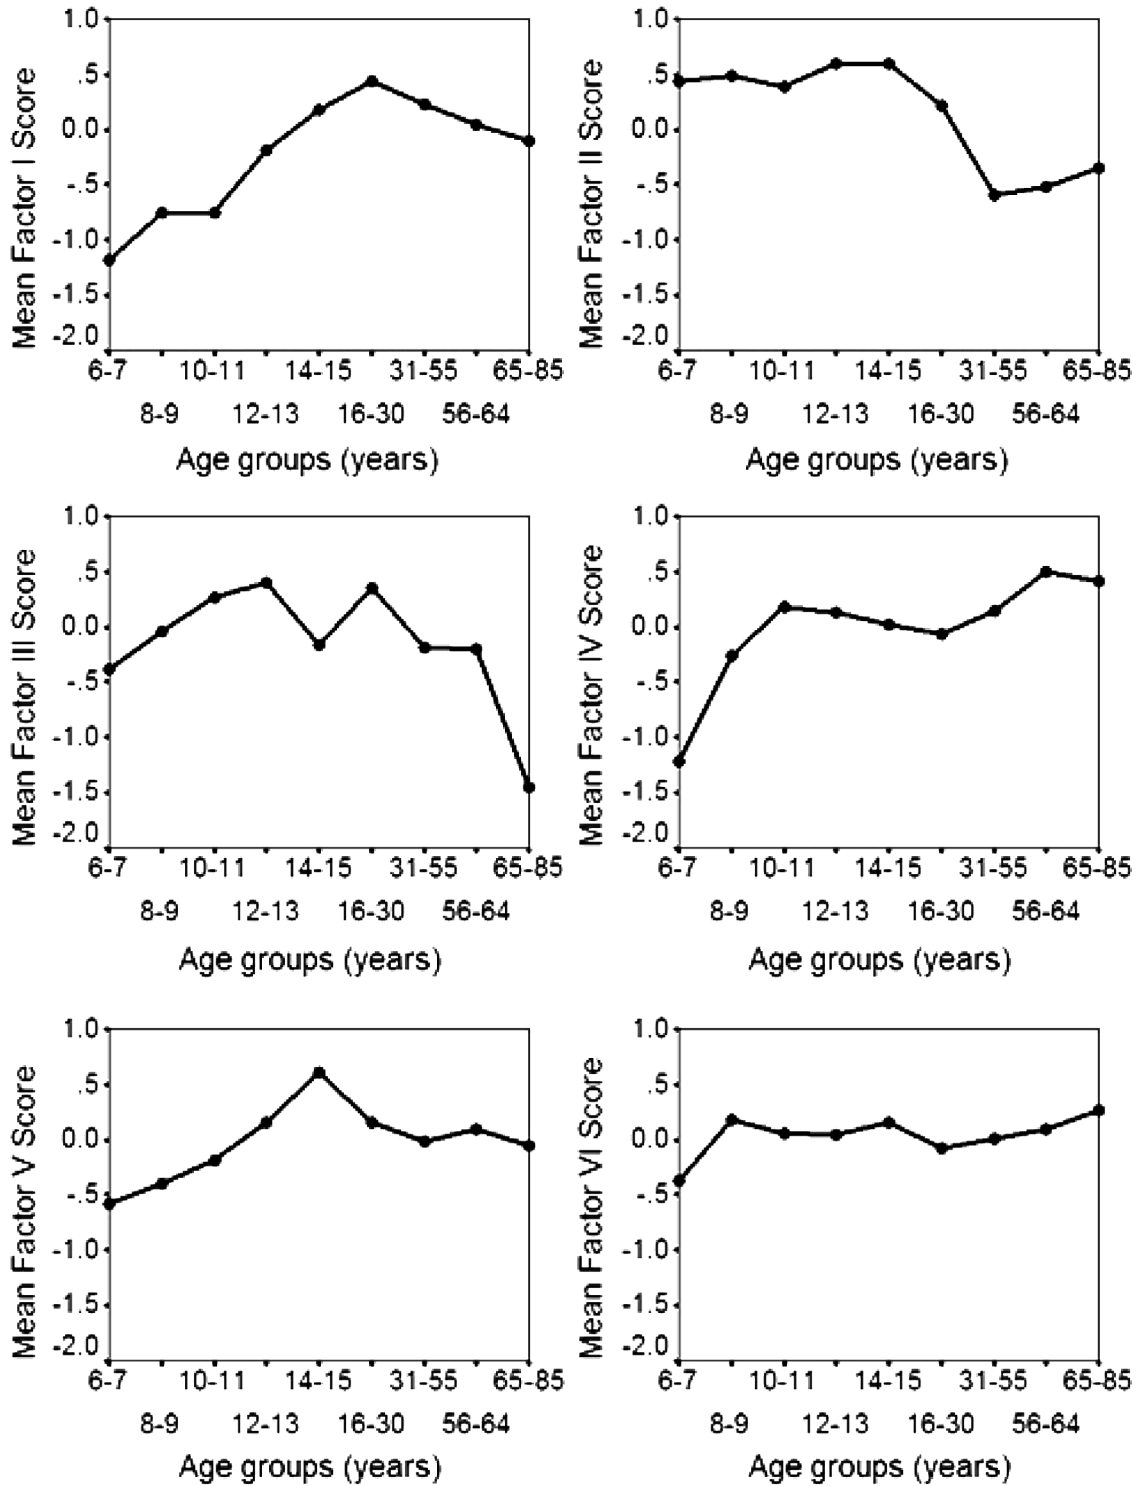 Mean Factor I Score
1.0
.5
0.0
-.5
-1.0
-1.5
-2.0
6-7 10-11 14-15 31-55 65-85
8-9 12-13 16-30 56-64
Age groups (years)
Mean Factor II Score
1.0
.5
0.0
-.5
-1.0
-1.5
-2.0
6-7 10-11 14-15 31-55 65-85
8-9 12-13 16-30 56-64
Age groups (years)
Mean Factor III Score
1.0
.5
0.0
-.5
-1.0
-1.5
-2.0
6-7 10-11 14-15 31-55 65-85
8-9 12-13 16-30 56-64
Age groups (years)
Mean Factor IV Score
1.0
.5
0.0
-.5
-1.0
-1.5
-2.0
6-7 10-11 14-15 31-55 65-85
8-9 12-13 16-30 56-64
Age groups (years)
Mean Factor V Score
1.0
.5
0.0
-.5
-1.0
-1.5
-2.0
6-7 10-11 14-15 31-55 65-85
8-9 12-13 16-30 56-64
Age groups (years)
Mean Factor VI Score
1.0
.5
0.0
-.5
-1.0
-1.5
-2.0
6-7 10-11 14-15 31-55 65-85
8-9 12-13 16-30 56-64
Age groups (years)